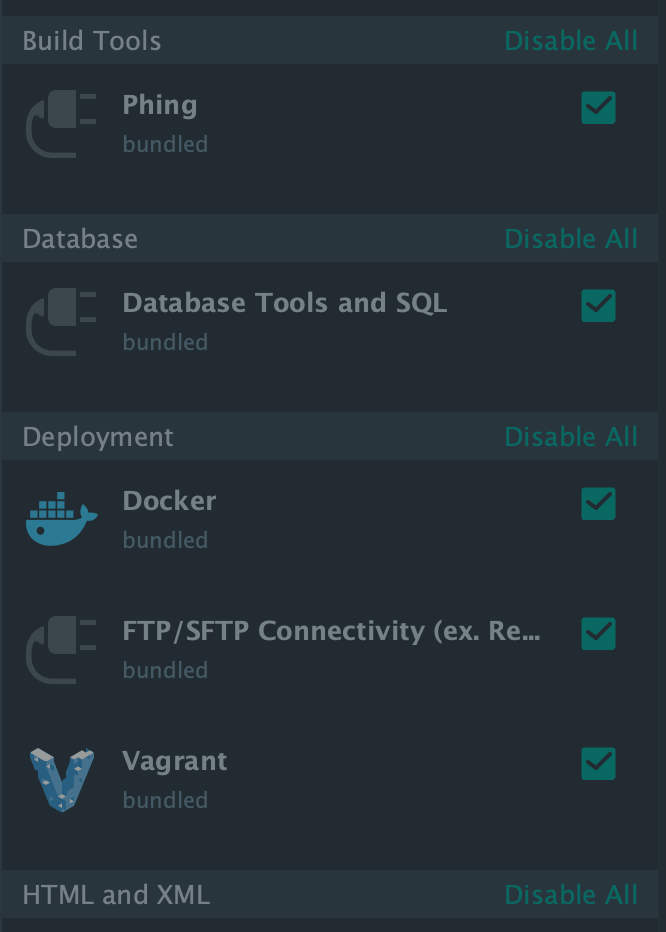 Build Tools Disable All
Phing
bundled
Database Disable All
Database Tools and SQL
bundled
Deployment Disable All
Docker
bundled
FTP/SFTP Connectivity (ex. Re...
bundled
Vagrant
bundled
HTML and XML Disable All